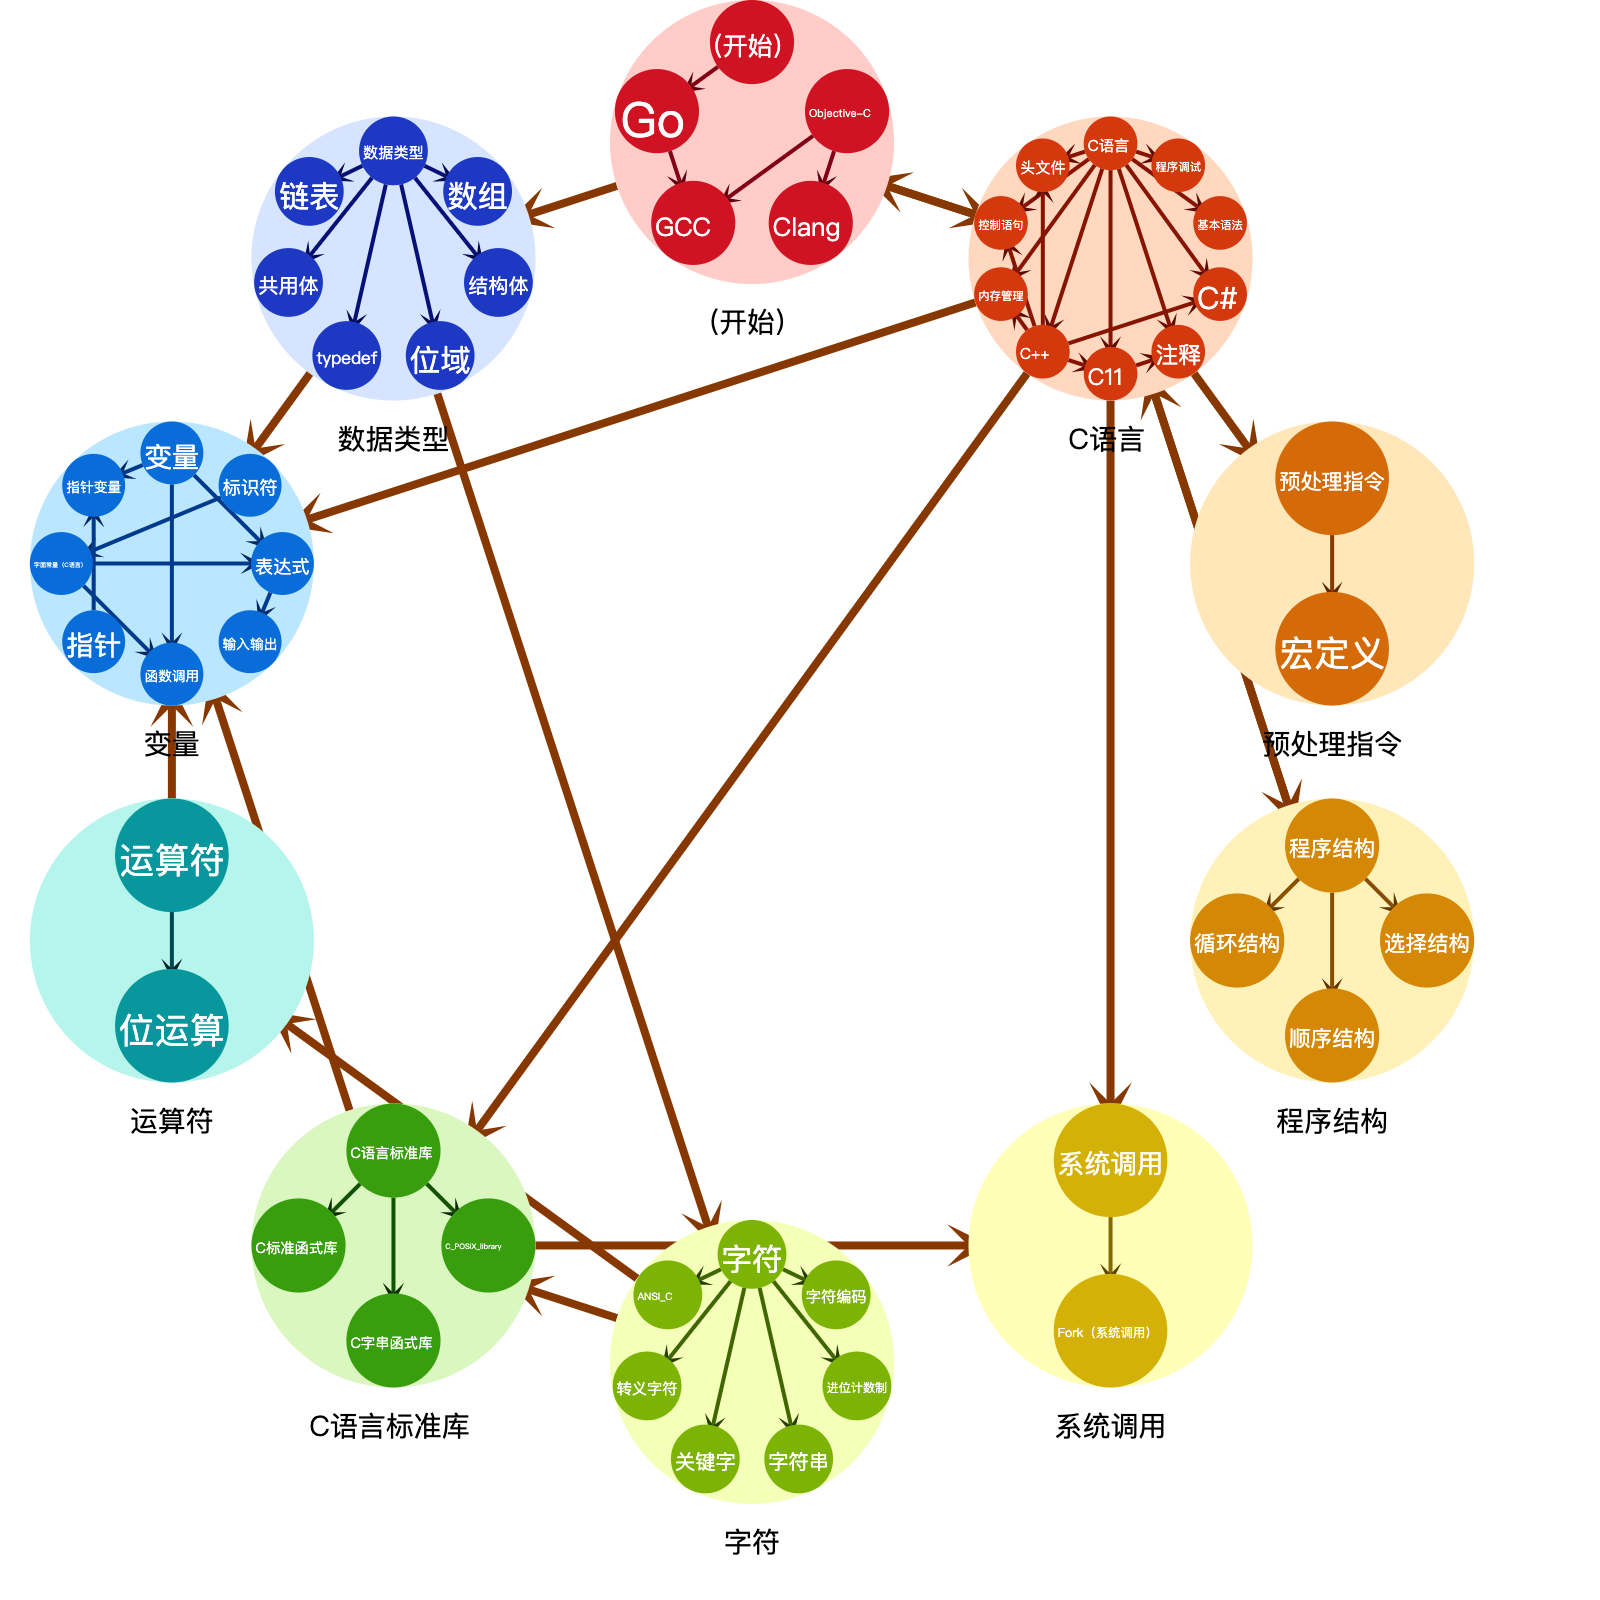 (开始)
Go
Objective-C
GCC
Clang
(开始)
数据类型
链表
数组
共用体
结构体
typedef
位域
数据类型
C语言
头文件
程序调试
控制语句
基本语法
内存管理
C#
C++
注释
C11
C语言
变量
指针变量
标识符
字面常量（C语言）
表达式
指针
输入输出
函数调用
变量
预处理指令
宏定义
预处理指令
运算符
位运算
运算符
程序结构
循环结构
选择结构
顺序结构
程序结构
C语言标准库
C标准函式库
C_POSIX_library
C字串函式库
C语言标准库
字符
ANSI_C
字符编码
转义字符
进位计数制
关键字
字符串
字符
系统调用
Fork（系统调用）
系统调用